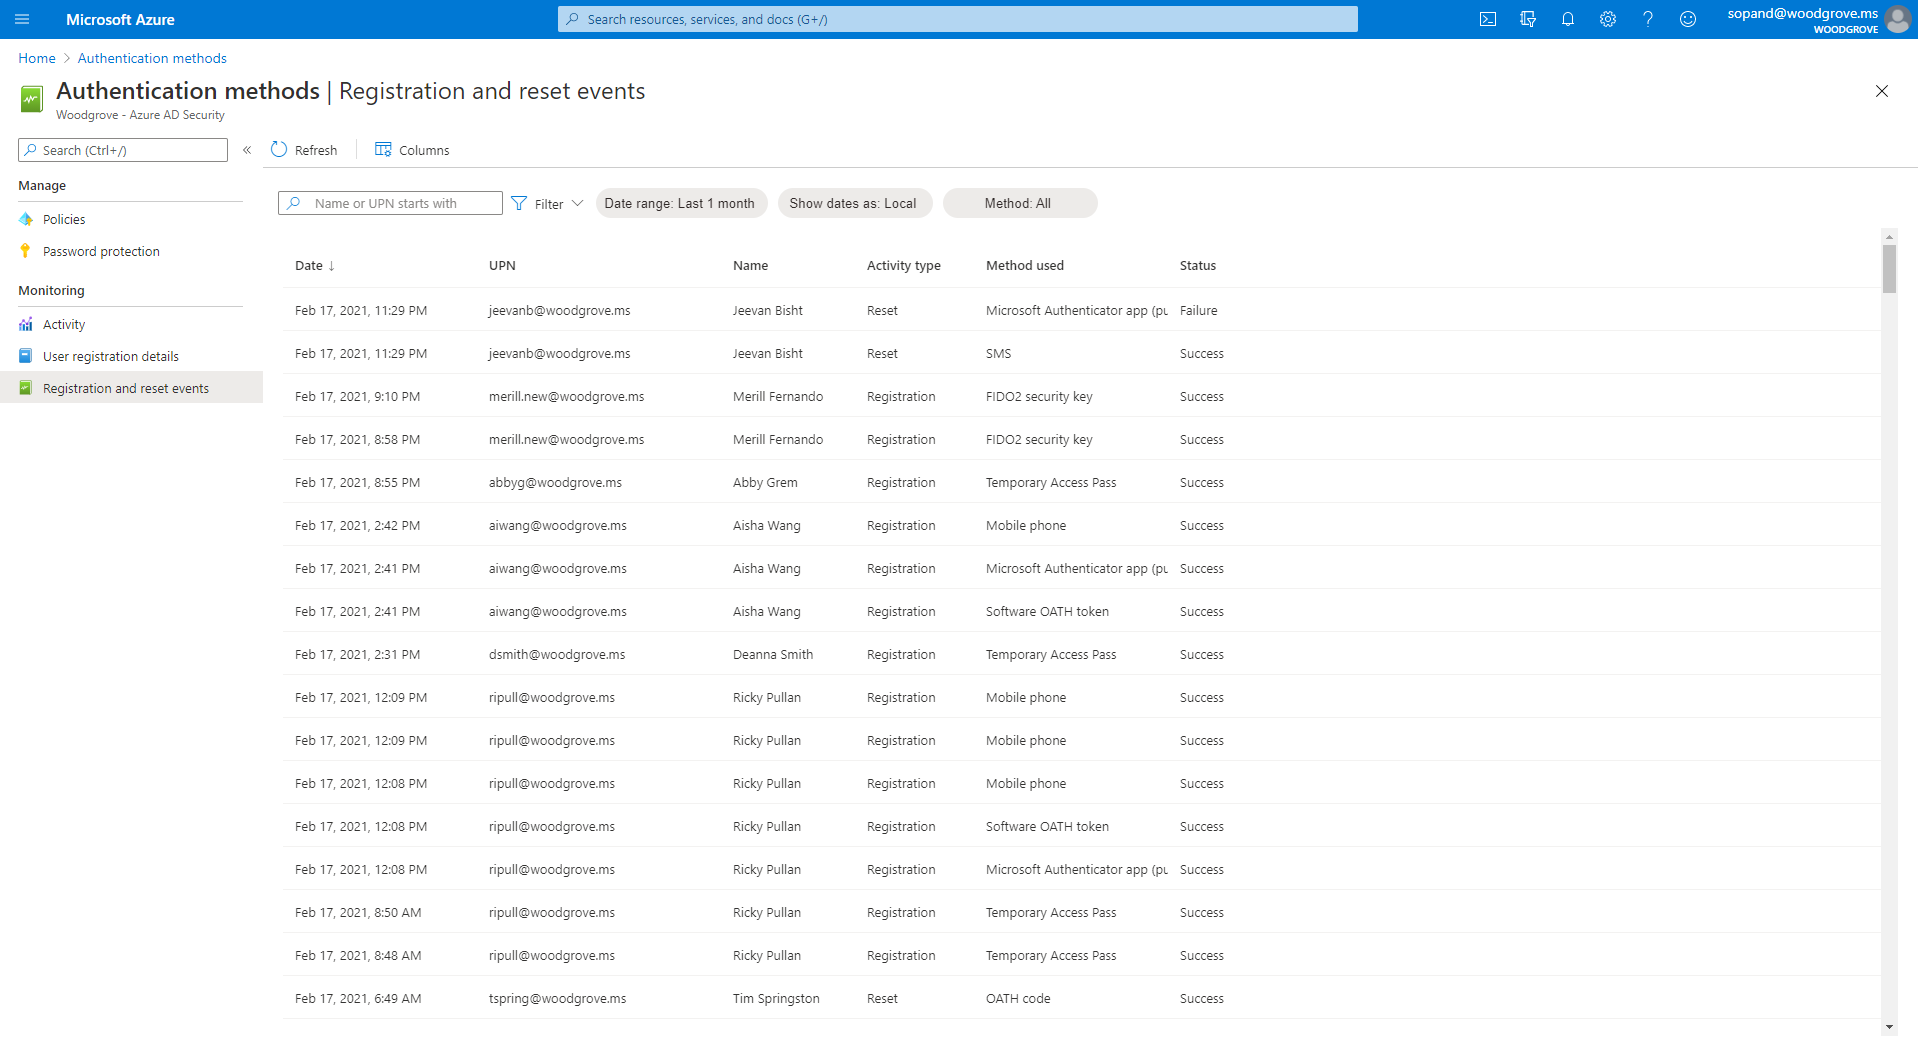 Microsoft Azure
Search resources, services, and docs (G+/)
sopand@woodgrove.ms
WOODGROVE
Home > Authentication methods
Authentication methods | Registration and reset events
Woodgrove - Azure AD Security
Search (Ctrl+/)
«
Refresh
Columns
Manage
Policies
Password protection
Monitoring
Activity
User registration details
Registration and reset events
Name or UPN starts with
Filter
Date range: Last 1 month
Show dates as: Local
Method: All
Date ↓ UPN Name Activity type Method used Status
Feb 17, 2021, 11:29 PM jeevanb@woodgrove.ms Jeevan Bisht Reset Microsoft Authenticator app (pu Failure
Feb 17, 2021, 11:29 PM jeevanb@woodgrove.ms Jeevan Bisht Reset SMS Success
Feb 17, 2021, 9:10 PM merill.new@woodgrove.ms Merill Fernando Registration FIDO2 security key Success
Feb 17, 2021, 8:58 PM merill.new@woodgrove.ms Merill Fernando Registration FIDO2 security key Success
Feb 17, 2021, 8:55 PM abbyg@woodgrove.ms Abby Grem Registration Temporary Access Pass Success
Feb 17, 2021, 2:42 PM aiwang@woodgrove.ms Aisha Wang Registration Mobile phone Success
Feb 17, 2021, 2:41 PM aiwang@woodgrove.ms Aisha Wang Registration Microsoft Authenticator app (pu Success
Feb 17, 2021, 2:41 PM aiwang@woodgrove.ms Aisha Wang Registration Software OATH token Success
Feb 17, 2021, 2:31 PM dsmith@woodgrove.ms Deanna Smith Registration Temporary Access Pass Success
Feb 17, 2021, 12:09 PM ripull@woodgrove.ms Ricky Pullan Registration Mobile phone Success
Feb 17, 2021, 12:09 PM ripull@woodgrove.ms Ricky Pullan Registration Mobile phone Success
Feb 17, 2021, 12:08 PM ripull@woodgrove.ms Ricky Pullan Registration Mobile phone Success
Feb 17, 2021, 12:08 PM ripull@woodgrove.ms Ricky Pullan Registration Software OATH token Success
Feb 17, 2021, 12:08 PM ripull@woodgrove.ms Ricky Pullan Registration Microsoft Authenticator app (pu Success
Feb 17, 2021, 8:50 AM ripull@woodgrove.ms Ricky Pullan Registration Temporary Access Pass Success
Feb 17, 2021, 8:48 AM ripull@woodgrove.ms Ricky Pullan Registration Temporary Access Pass Success
Feb 17, 2021, 6:49 AM tspring@woodgrove.ms Tim Springston Reset OATH code Success